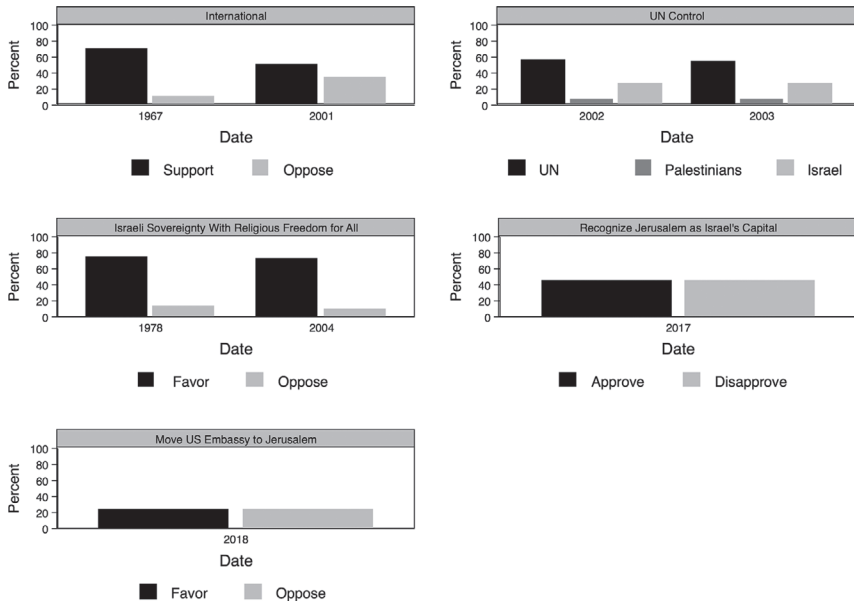 International
Percent
100
80
60
40
20
0
1967 2001
Date
Support Oppose
UN Control
Percent
100
80
60
40
20
0
2002 2003
Date
UN Palestinians Israel
Israeli Sovereignty With Religious Freedom for All
Percent
100
80
60
40
20
0
1978 2004
Date
Favor Oppose
Recognize Jerusalem as Israel's Capital
Percent
100
80
60
40
20
0
2017
Date
Approve Disapprove
Move US Embassy to Jerusalem
Percent
100
80
60
40
20
0
2018
Date
Favor Oppose